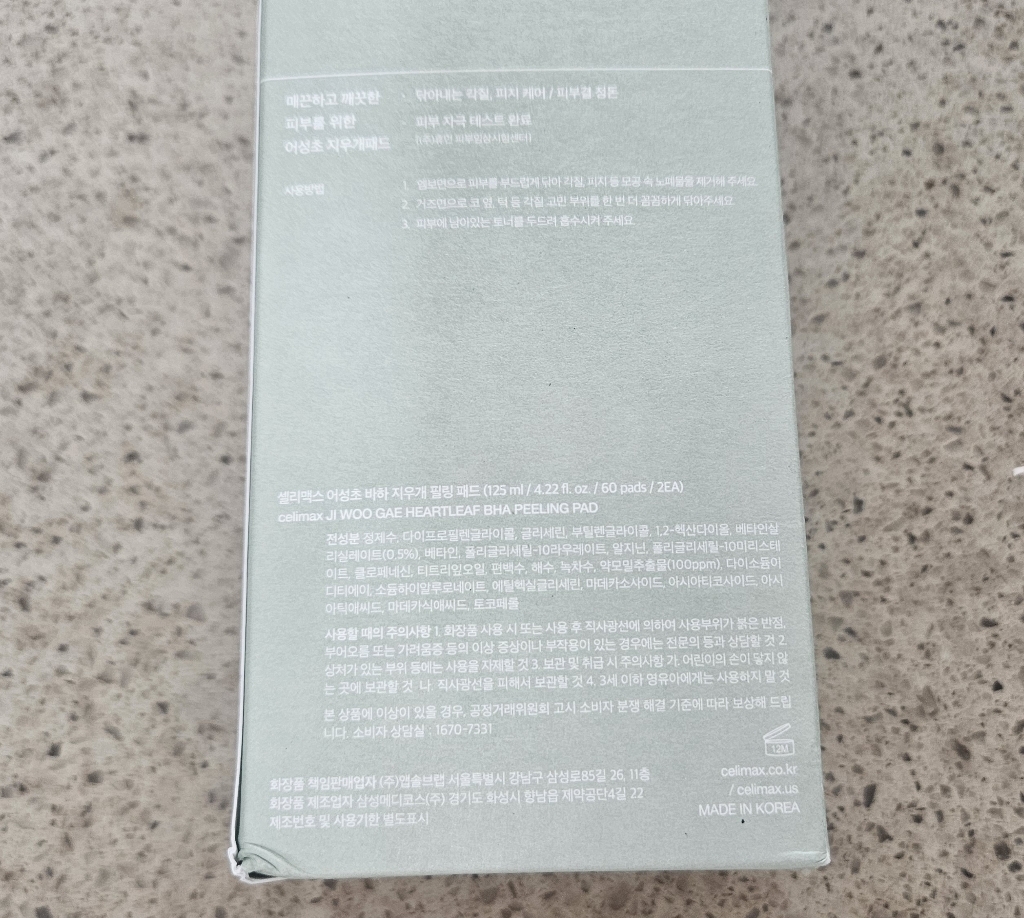 매끈하고 깨끗한
피부를 위한
어성초 지우개패드
· 닦아내는 각질, 피지 케어 / 피부결 정돈
· 피부 자극 테스트 완료
사용방법
1. 엠보면으로 피부를 부드럽게 닦아 각질, 피지 등 모공 속 노폐물을 제거해 주세요.
2. 거즈면으로 코 옆, 턱 등 각질 고민 부위를 한 번 더 꼼꼼하게 닦아주세요.
3. 피부에 남아있는 토너를 두드려 흡수시켜 주세요.
셀리맥스 어성초 바하 지우개 필링 패드 (125 ml / 4.22 fl. oz. / 60 pads / 2EA)
celimax JI WOO GAE HEARTLEAF BHA PEELING PAD
전성분 정제수, 다이프로필렌글라이콜, 글리세린, 부틸렌글라이콜, 1,2-헥산다이올, 베타인살
리실레이트(0.5%), 베타인, 폴리글리세릴-10라우레이트, 알지닌, 폴리글리세릴-10미리스테
이트, 클로페네신, 티트리잎오일, 편백수, 해수, 녹차수, 약모밀추출물(100ppm), 다이소듐이
디티에이, 소듐하이알루로네이트, 에틸헥실글리세린, 마데카소사이드, 아시아티코사이드, 아시
아틱애씨드, 마데카식애씨드, 토코페롤
사용할 때의 주의사항 1. 화장품 사용 시 또는 사용 후 직사광선에 의하여 사용부위가 붉은 반점,
부어오름 또는 가려움증 등의 이상 증상이나 부작용이 있는 경우에는 전문의 등과 상담할 것 2.
상처가 있는 부위 등에는 사용을 자제할 것 3. 보관 및 취급 시 주의사항 가. 어린이의 손이 닿지 않
는 곳에 보관할 것 나. 직사광선을 피해서 보관할 것 4. 3세 이하 영유아에게는 사용하지 말 것
본 상품에 이상이 있을 경우, 공정거래위원회 고시 소비자 분쟁 해결 기준에 따라 보상해 드립
니다. 소비자 상담실 : 1670-7331
12M
화장품 책임판매업자 (주)앱솔브랩 서울특별시 강남구 삼성로85길 26, 11층
화장품 제조업자 삼성메디코스(주) 경기도 화성시 향남읍 제약공단4길 22
제조번호 및 사용기한 별도표시
celimax.co.kr
/ celimax.us
MADE IN KOREA